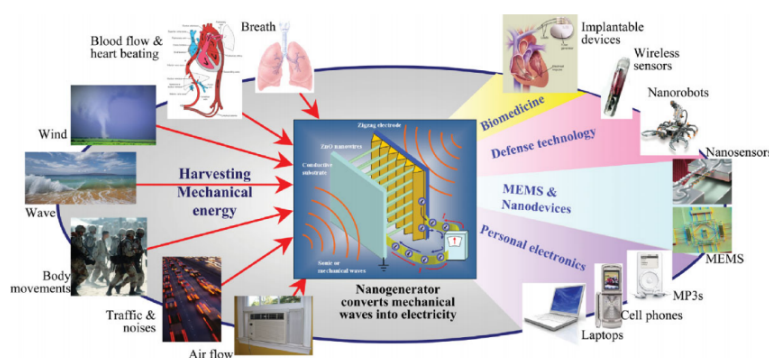 Blood flow &
heart beating
Breath
Implantable
devices
Wireless
sensors
Nanorobots
Nanosensors
MEMS
MP3s
Cell phones
Laptops
Wind
Wave
Body
movements
Traffic &
noises
Air flow
Harvesting
Mechanical
energy
Zigzag electrode
ZnO nanowires
Conductive
substrate
Sonic or
mechanical waves
Nanogenerator
converts mechanical
waves into electricity
Biomedicine
Defense technology
MEMS &
Nanodevices
Personal electronics